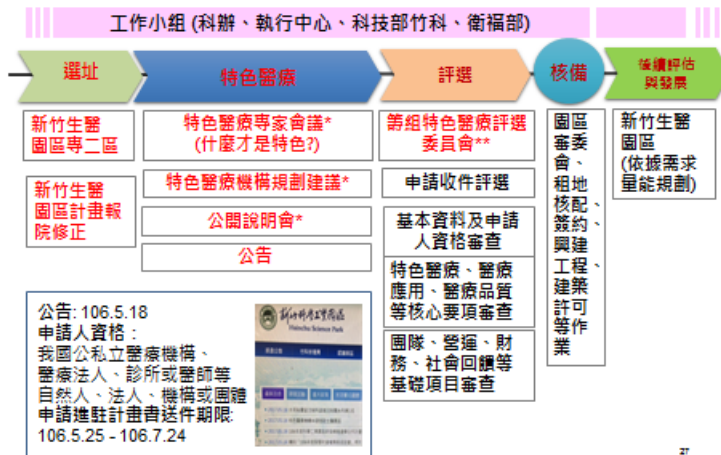 工作小組 (科辦、執行中心、科技部竹科、衛福部)
選址
特色醫療
評選
核備
後續評估
與發展
新竹生醫
園區專二區
新竹生醫
園區計畫報
院修正
特色醫療專家會議*
(什麼才是特色?)
特色醫療機構規劃建議*
公開說明會*
公告
籌組特色醫療評選
委員會**
申請收件評選
基本資料及申請
人資格審查
特色醫療、醫療
應用、醫療品質
等核心要項審查
團隊、營運、財
務、社會回饋等
基礎項目審查
園區
審委
會、
租地
核配、
簽約、
興建
工程、
建築
許可
等作
業
新竹生醫
園區
(依據需求
量能規劃)
公告: 106.5.18
申請人資格：
我國公私立醫療機構、
醫療法人、診所或醫師等
自然人、法人、機構或團體
申請進駐計畫書送件期限:
106.5.25 - 106.7.24
新竹科學工業園區
Hsinchu Science Park
27